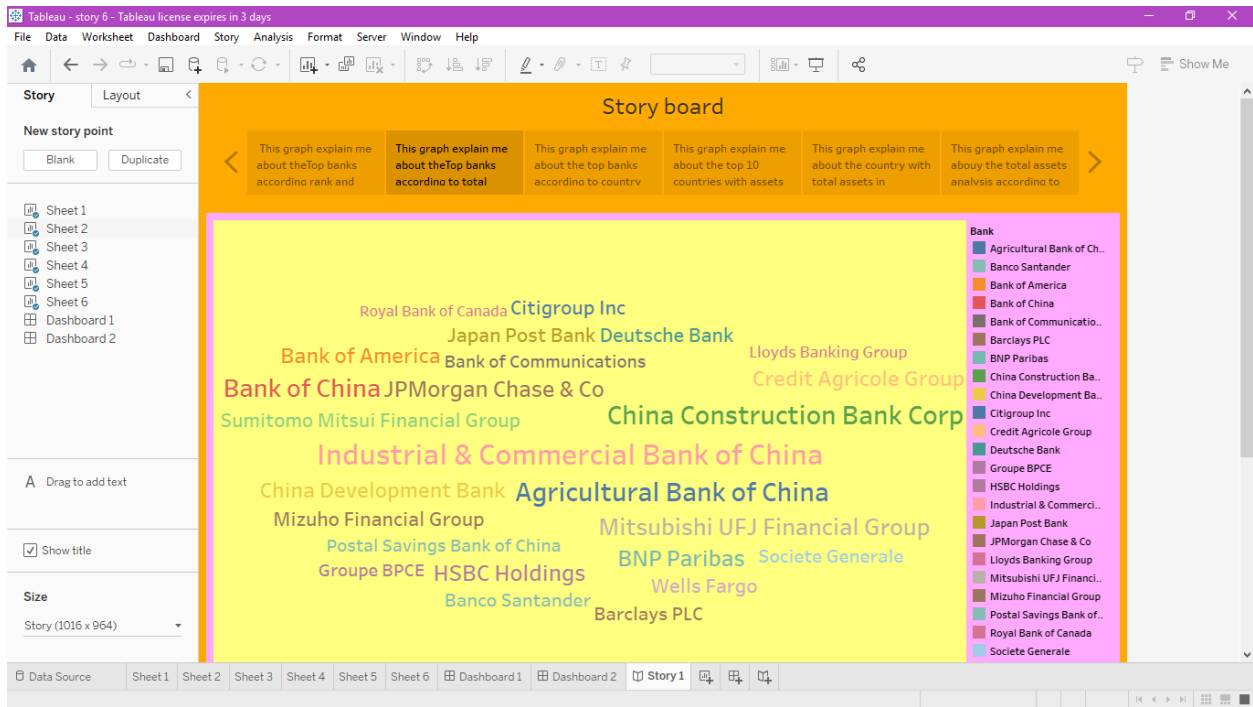 Tableau - story 6 - Tableau license expires in 3 days
File Data Worksheet Dashboard Story Analysis Format Server Window Help
Show Me
Story Layout
New story point
Blank Duplicate
Sheet 1
Sheet 2
Sheet 3
Sheet 4
Sheet 5
Sheet 6
Dashboard 1
Dashboard 2
A Drag to add text
Show title
Size
Story (1016 x 964)
Story board
This graph explain me
about theTop banks
according rank and
This graph explain me
about theTop banks
according to total
This graph explain me
about the top banks
according to country
This graph explain me
about the top 10
countries with assets
This graph explain me
about the country with
total assets in
This graph explain me
abouy the total assets
analysis according to
Royal Bank of Canada Citigroup Inc
Japan Post Bank Deutsche Bank
Bank of America Bank of Communications Lloyds Banking Group
Bank of China JPMorgan Chase & Co Credit Agricole Group
Sumitomo Mitsui Financial Group China Construction Bank Corp
Industrial & Commercial Bank of China
China Development Bank Agricultural Bank of China
Mizuho Financial Group Mitsubishi UFJ Financial Group
Postal Savings Bank of China BNP Paribas Societe Generale
Groupe BPCE HSBC Holdings Wells Fargo
Banco Santander Barclays PLC
Bank
Agricultural Bank of Ch..
Banco Santander
Bank of America
Bank of China
Bank of Communicatio..
Barclays PLC
BNP Paribas
China Construction Ba..
China Development Ba..
Citigroup Inc
Credit Agricole Group
Deutsche Bank
Groupe BPCE
HSBC Holdings
Industrial & Commerci..
Japan Post Bank
JPMorgan Chase & Co
Lloyds Banking Group
Mitsubishi UFJ Financi..
Mizuho Financial Group
Postal Savings Bank of..
Royal Bank of Canada
Societe Generale
Data Source Sheet 1 Sheet 2 Sheet 3 Sheet 4 Sheet 5 Sheet 6 Dashboard 1 Dashboard 2 Story 1